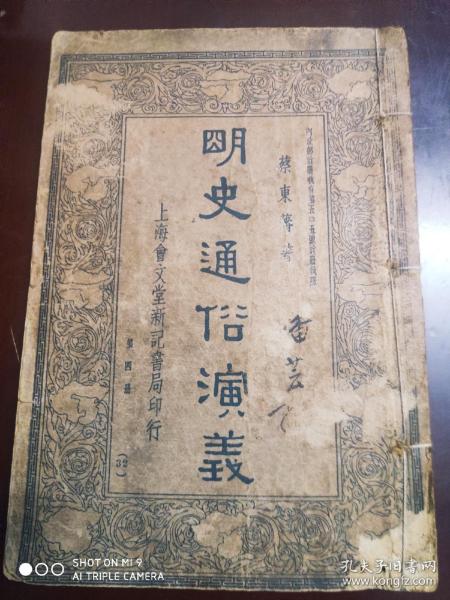 蔡東藩著
明史通俗演義
上海會文堂新記書局印行
第四册
(32)
SHOT ON MI 9
AI TRIPLE CAMERA
孔夫子旧书网
www.kongfz.com